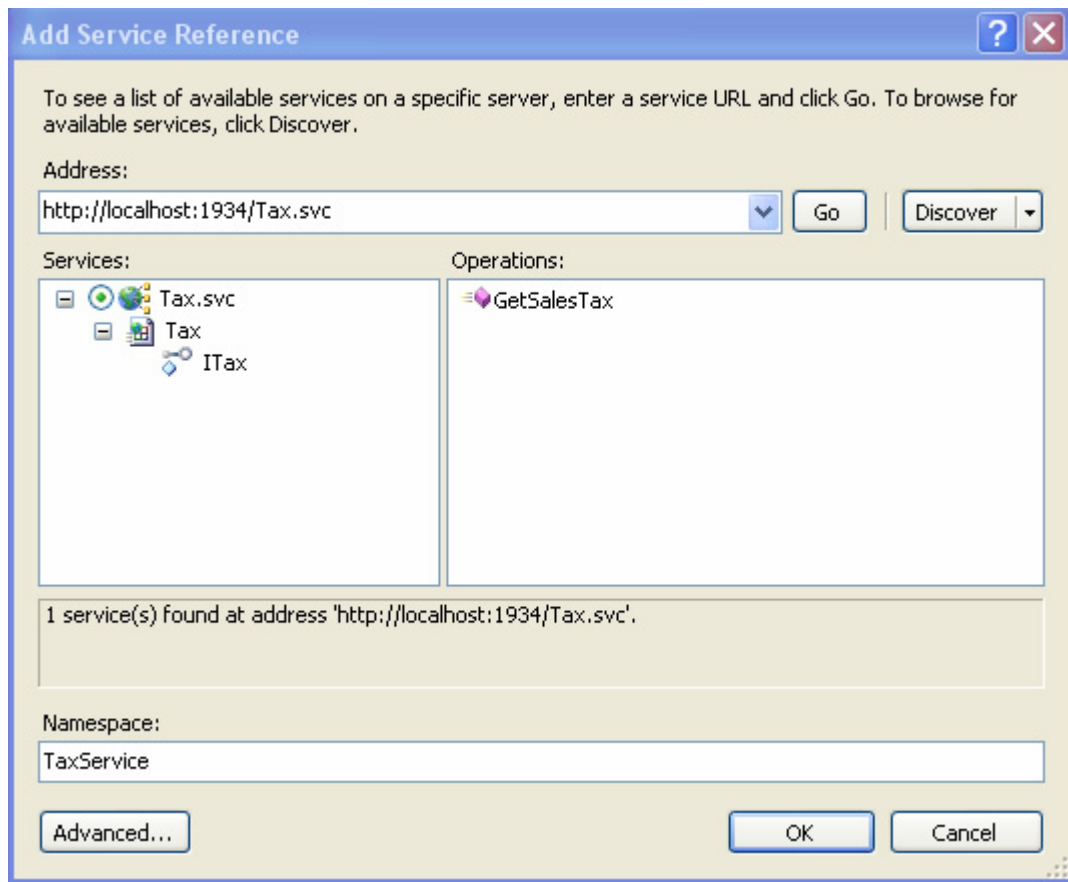 Add Service Reference
To see a list of available services on a specific server, enter a service URL and click Go. To browse for
available services, click Discover.
Address:
http://localhost:1934/Tax.svc
Go
Discover
Services:
Operations:
Tax.svc
Tax
ITax
GetSalesTax
1 service(s) found at address 'http://localhost:1934/Tax.svc'.
Namespace:
TaxService
Advanced...
OK
Cancel